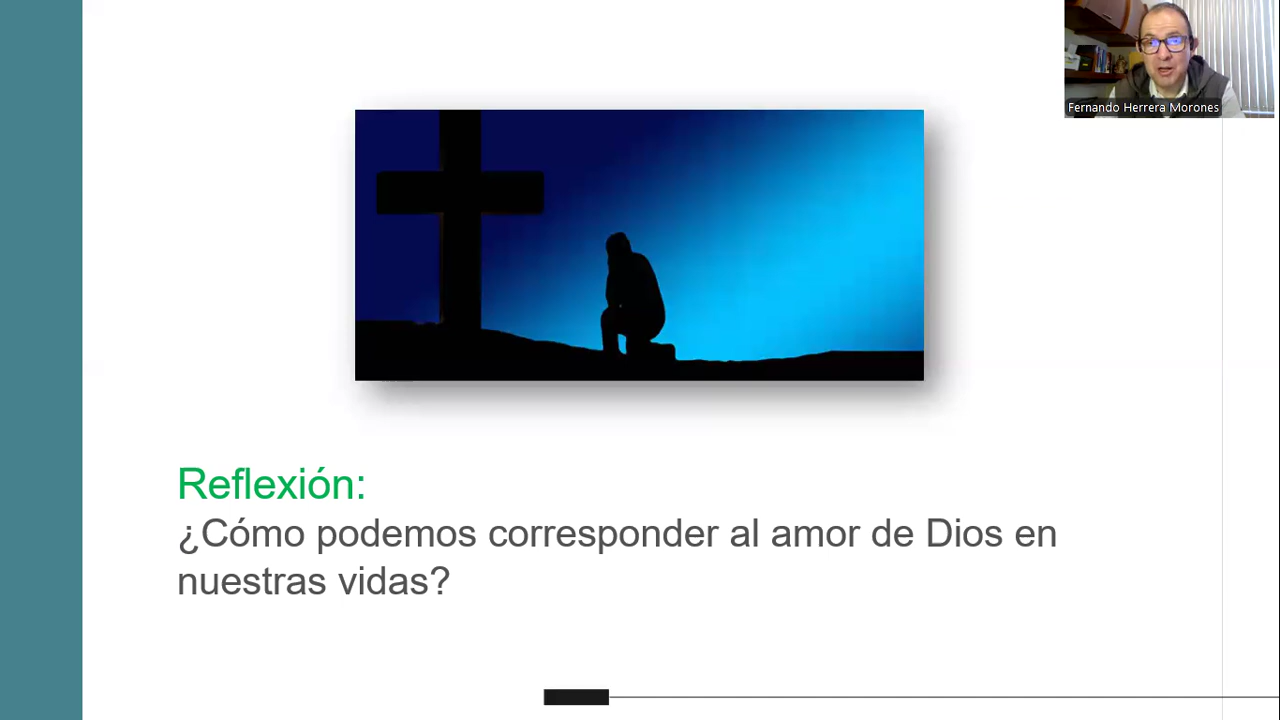 Fernando Herrera Morones
Reflexión:
¿Cómo podemos corresponder al amor de Dios en
nuestras vidas?